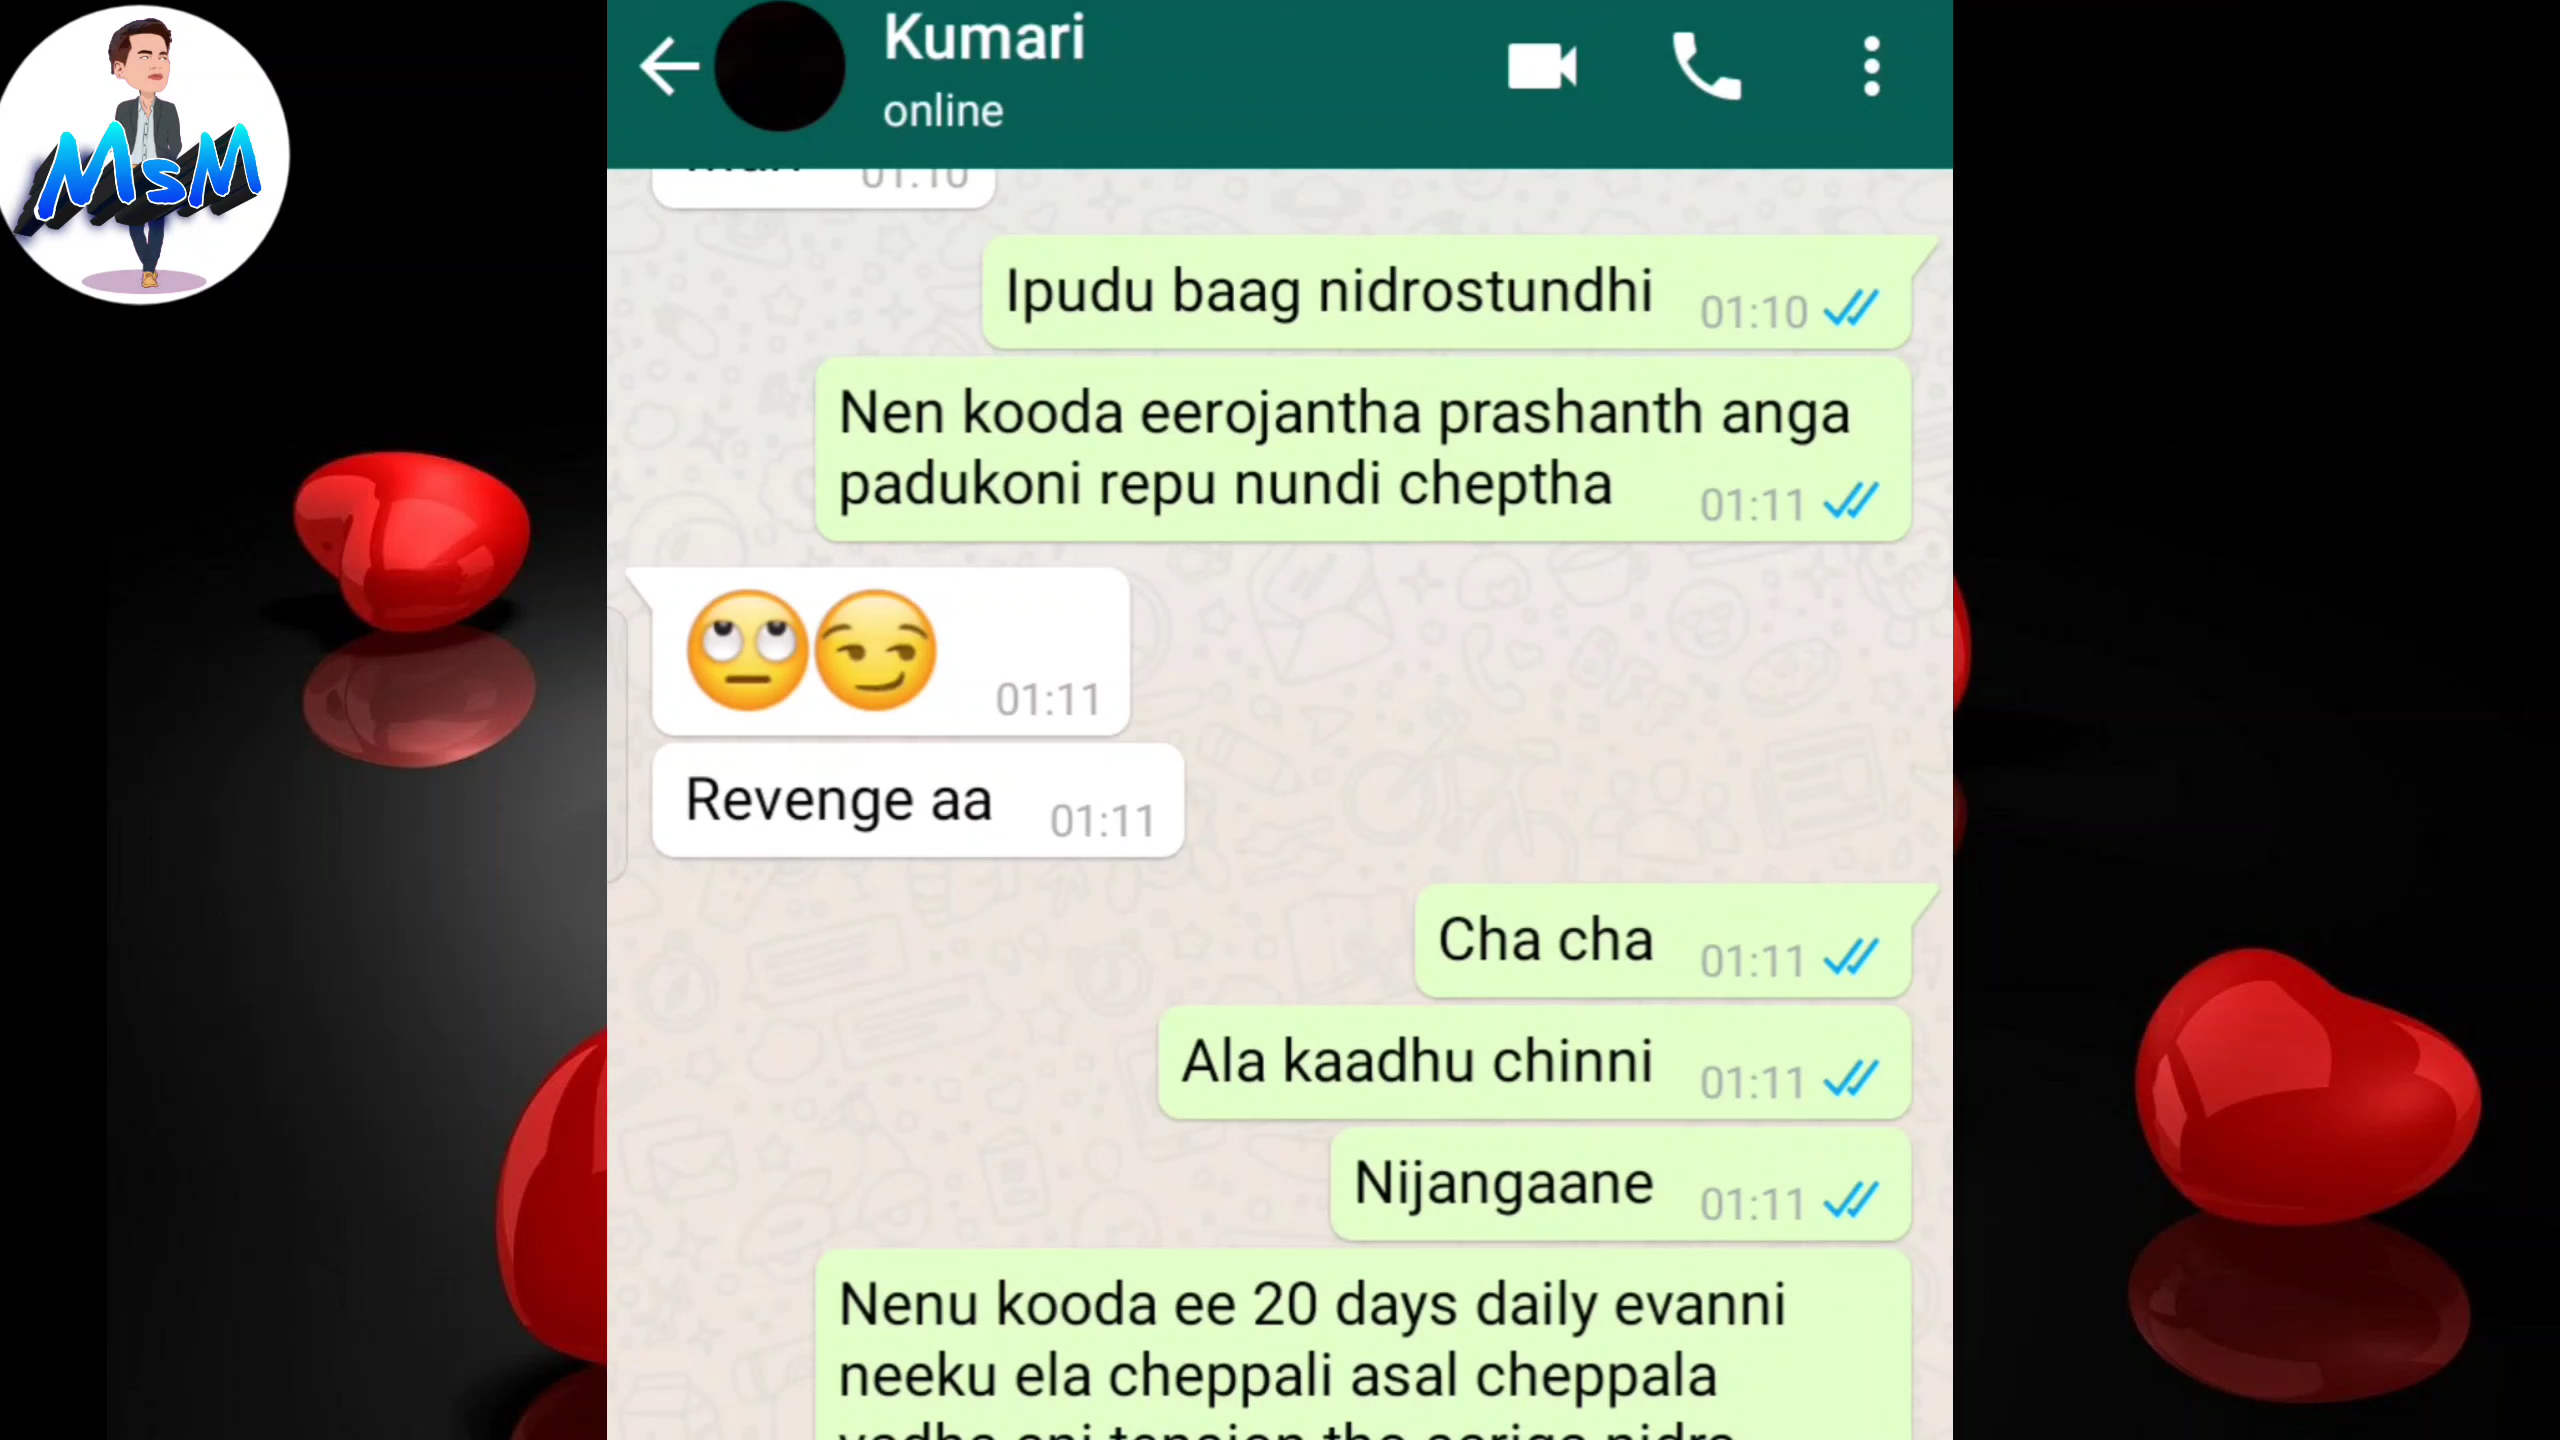 MsM
Kumari
online
01:10
Ipudu baag nidrostundhi 01:10
Nen kooda eerojantha prashanth anga
padukoni repu nundi cheptha 01:11
🙄😏 01:11
Revenge aa 01:11
Cha cha 01:11
Ala kaadhu chinni 01:11
Nijangaane 01:11
Nenu kooda ee 20 days daily evanni
neeku ela cheppali asal cheppala